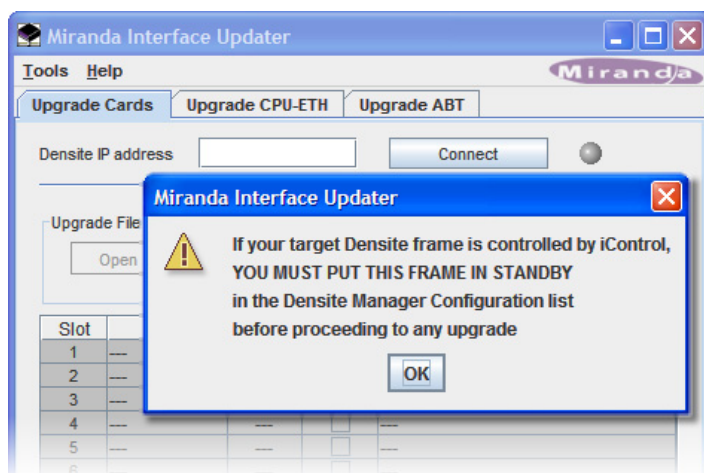 Miranda Interface Updater
Tools Help
Miranda
Upgrade Cards Upgrade CPU-ETH Upgrade ABT
Densite IP address Connect
Miranda Interface Updater
Upgrade File
Open
If your target Densite frame is controlled by iControl,
YOU MUST PUT THIS FRAME IN STANDBY
in the Densite Manager Configuration list
before proceeding to any upgrade
OK
Slot
1 ---
2 ---
3 ---
4 --- --- ---
5 --- --- ---
6